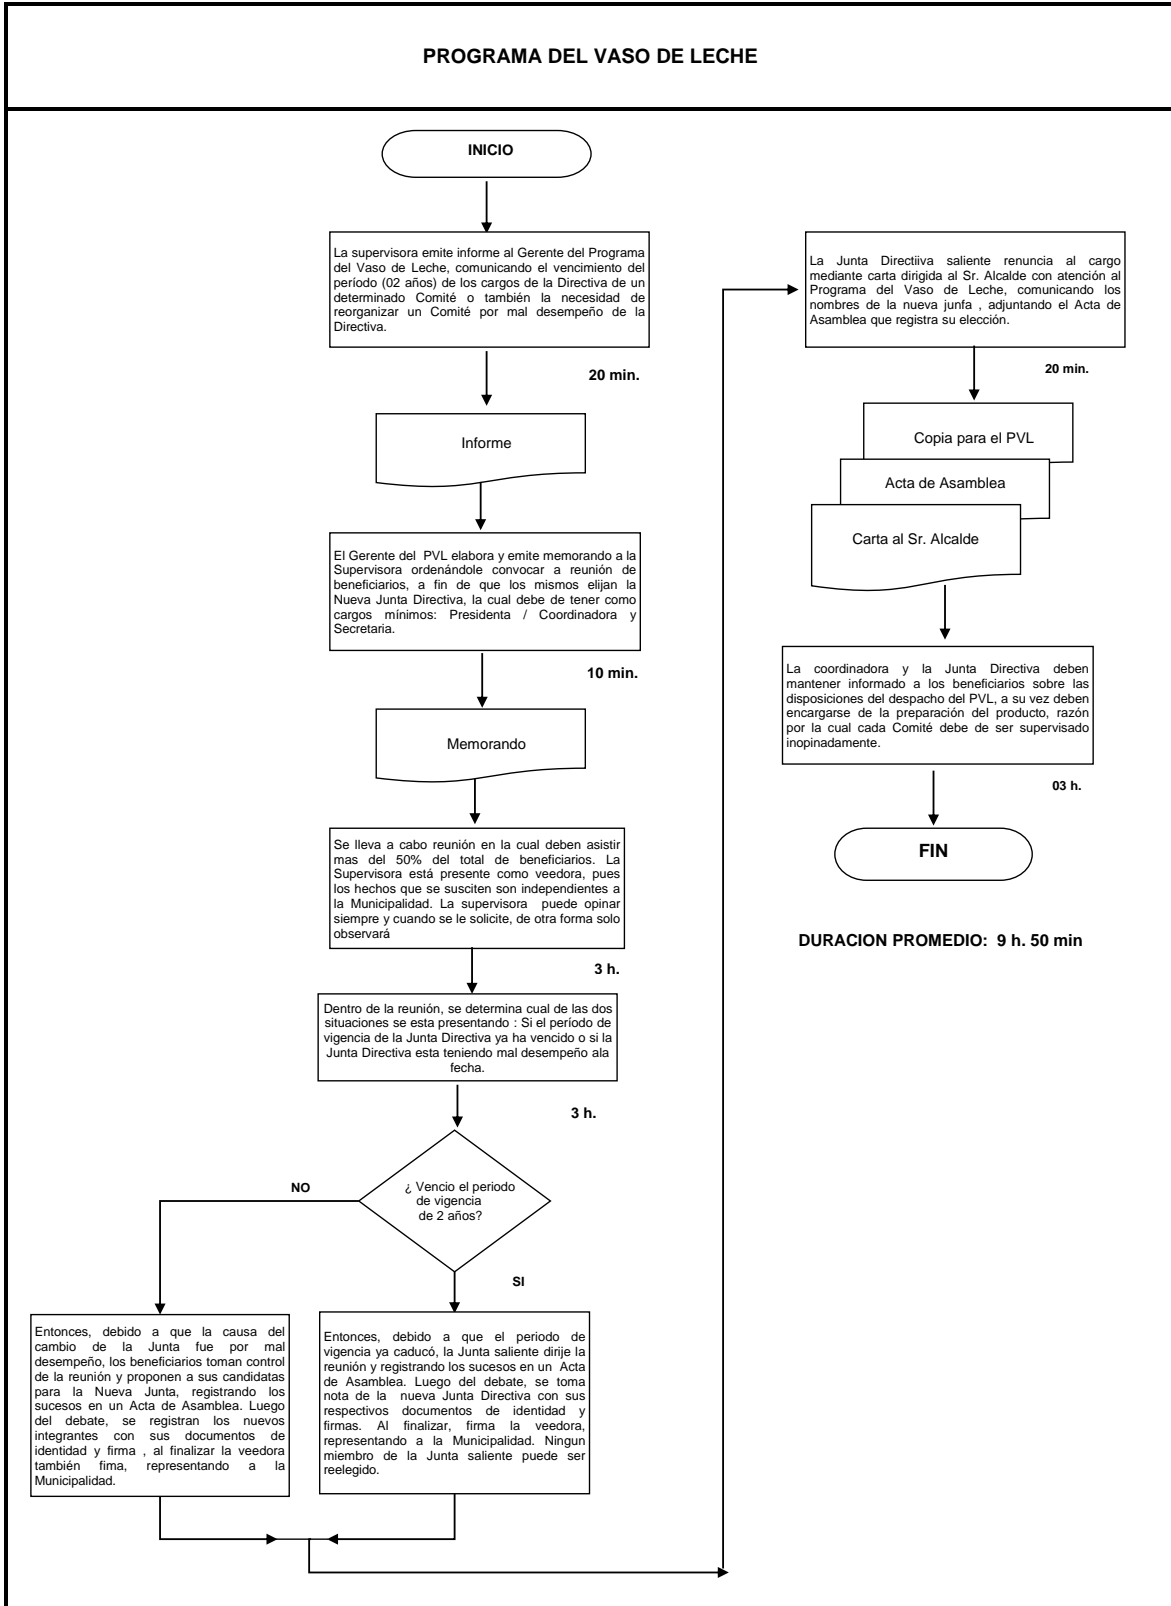 PROGRAMA DEL VASO DE LECHE
INICIO
La supervisora emite informe al Gerente del Programa
del Vaso de Leche, comunicando el vencimiento del
período (02 años) de los cargos de la Directiva de un
determinado Comité o también la necesidad de
reorganizar un Comité por mal desempeño de la
Directiva.
20 min.
Informe
El Gerente del PVL elabora y emite memorando a la
Supervisora ordenándole convocar a reunión de
beneficiarios, a fin de que los mismos elijan la
Nueva Junta Directiva, la cual debe de tener como
cargos mínimos: Presidenta / Coordinadora y
Secretaria.
10 min.
Memorando
Se lleva a cabo reunión en la cual deben asistir
mas del 50% del total de beneficiarios. La
Supervisora está presente como veedora, pues
los hechos que se susciten son independientes a
la Municipalidad. La supervisora puede opinar
siempre y cuando se le solicite, de otra forma solo
observará
3 h.
Dentro de la reunión, se determina cual de las dos
situaciones se esta presentando : Si el período de
vigencia de la Junta Directiva ya ha vencido o si la
Junta Directiva esta teniendo mal desempeño ala
fecha.
3 h.
¿ Vencio el periodo
de vigencia
de 2 años?
NO
SI
Entonces, debido a que la causa del
cambio de la Junta fue por mal
desempeño, los beneficiarios toman control
de la reunión y proponen a sus candidatas
para la Nueva Junta, registrando los
sucesos en un Acta de Asamblea. Luego
del debate, se registran los nuevos
integrantes con sus documentos de
identidad y firma , al finalizar la veedora
también fima, representando a la
Municipalidad.
Entonces, debido a que el periodo de
vigencia ya caducó, la Junta saliente dirije la
reunión y registrando los sucesos en un Acta
de Asamblea. Luego del debate, se toma
nota de la nueva Junta Directiva con sus
respectivos documentos de identidad y
firmas. Al finalizar, firma la veedora,
representando a la Municipalidad. Ningun
miembro de la Junta saliente puede ser
reelegido.
La Junta Directiiva saliente renuncia al cargo
mediante carta dirigida al Sr. Alcalde con atención al
Programa del Vaso de Leche, comunicando los
nombres de la nueva junfa , adjuntando el Acta de
Asamblea que registra su elección.
20 min.
Copia para el PVL
Acta de Asamblea
Carta al Sr. Alcalde
La coordinadora y la Junta Directiva deben
mantener informado a los beneficiarios sobre las
disposiciones del despacho del PVL, a su vez deben
encargarse de la preparación del producto, razón
por la cual cada Comité debe de ser supervisado
inopinadamente.
03 h.
FIN
DURACION PROMEDIO: 9 h. 50 min